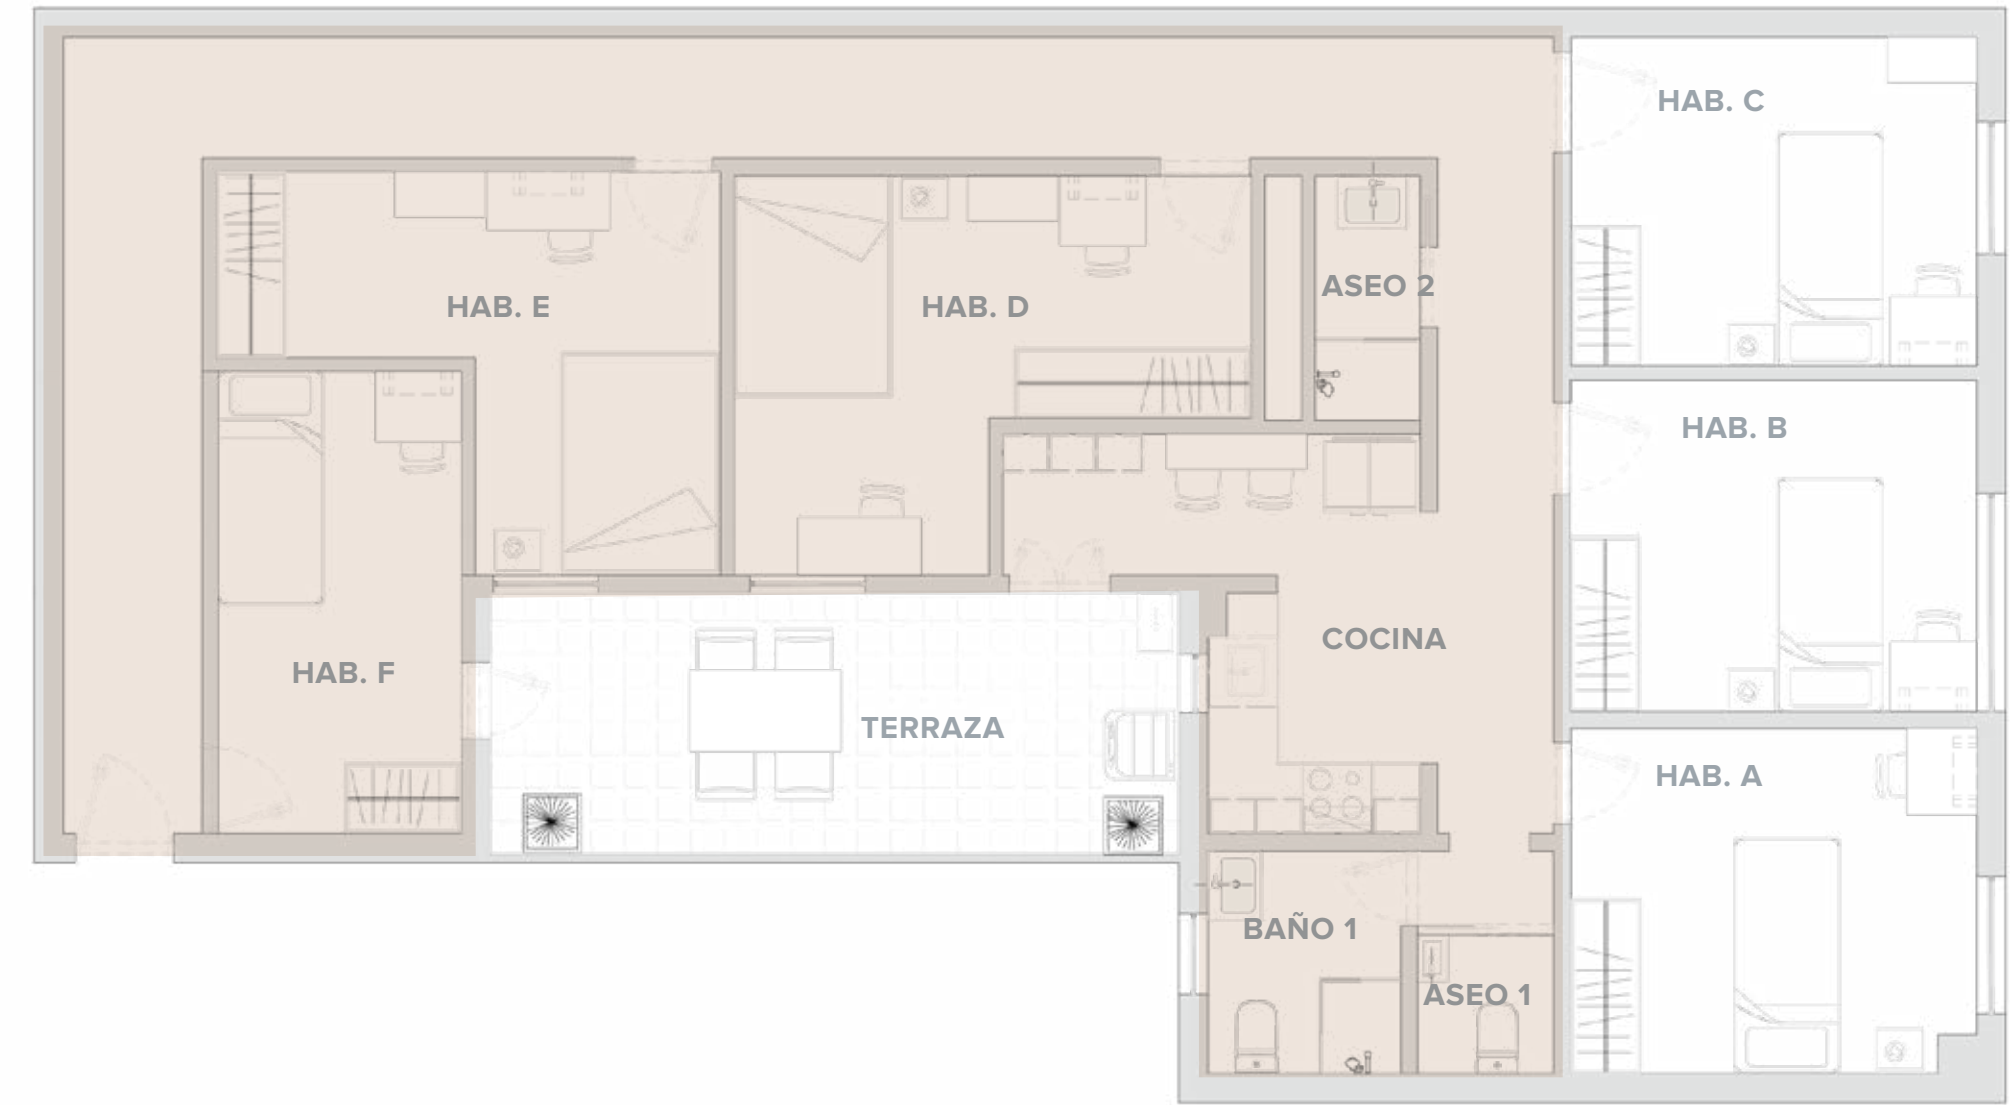 HAB. C
HAB. E
HAB. D
ASEO 2
HAB. B
HAB. F
COCINA
TERRAZA
HAB. A
BAÑO 1
ASEO 1